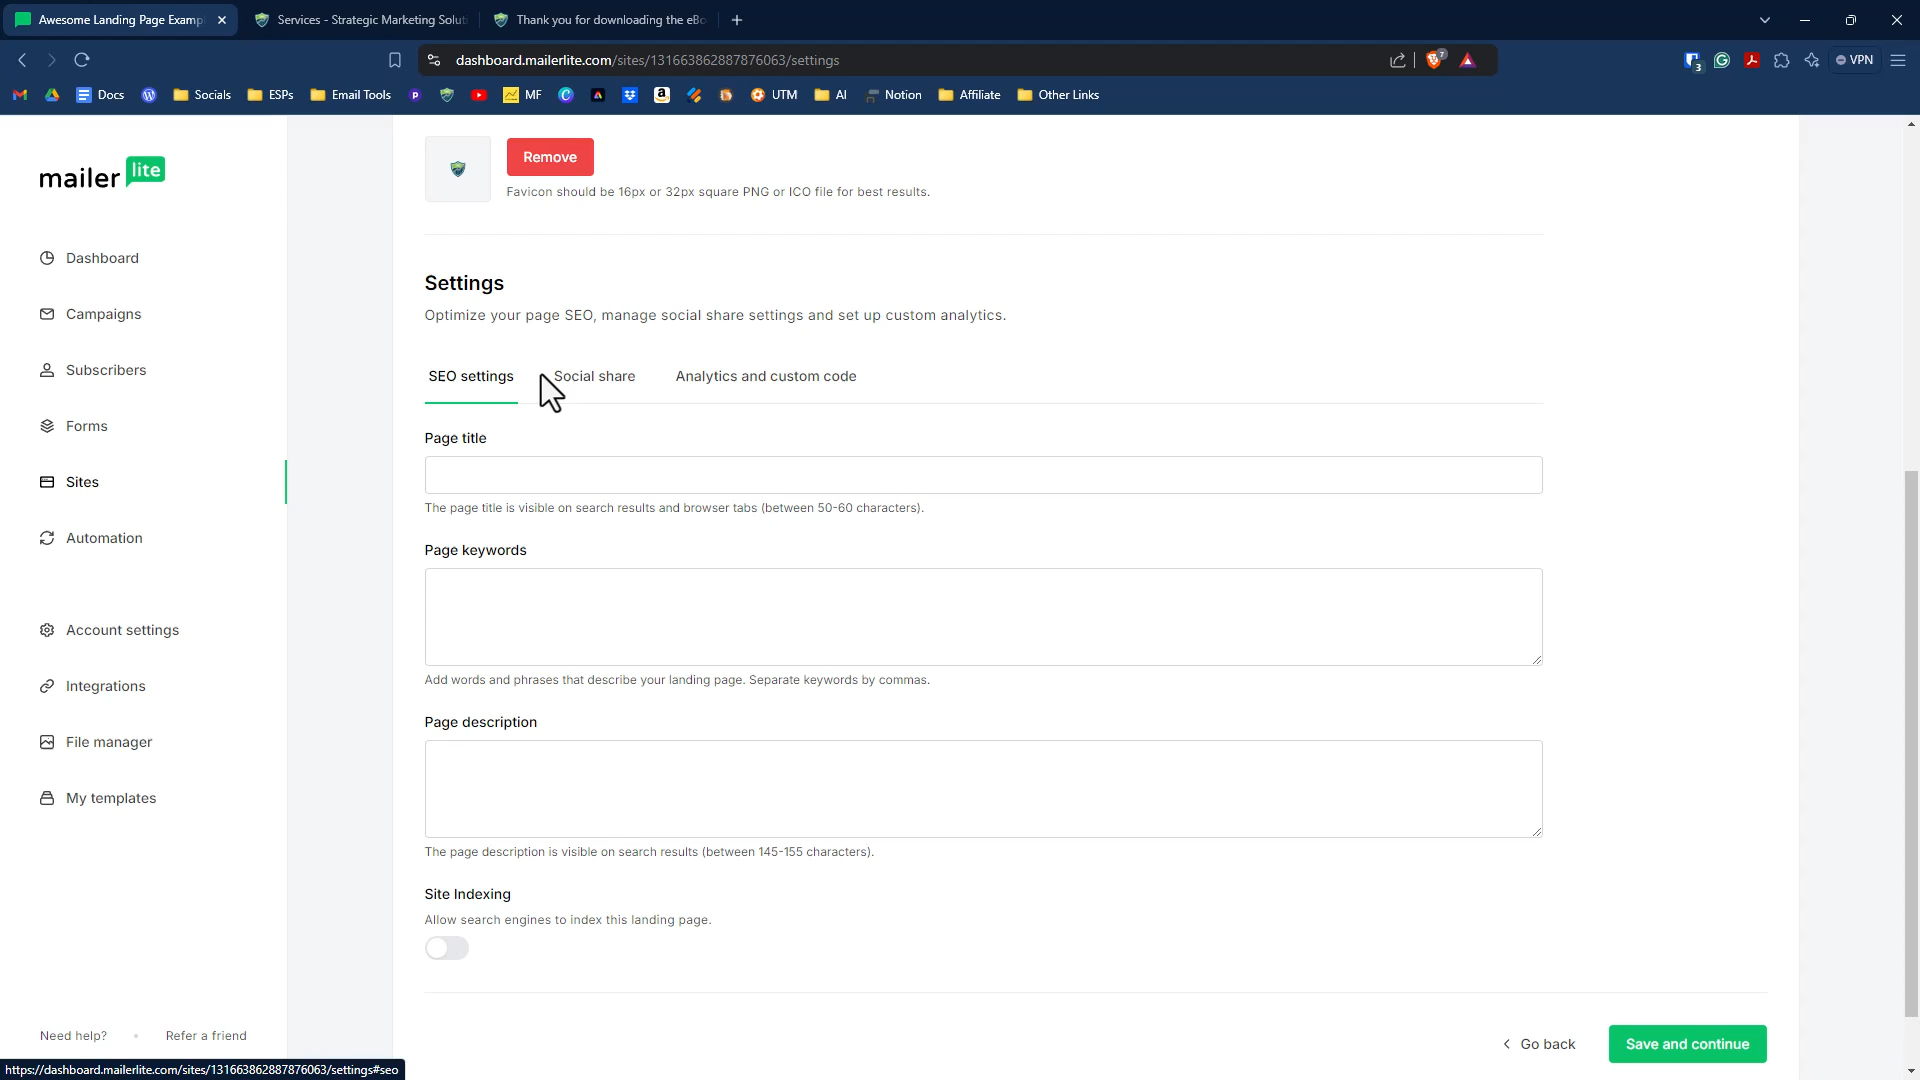 Awesome Landing Page Examp
Services - Strategic Marketing Soluti
Thank you for downloading the eBo
dashboard.mailerlite.com/sites/131663862887876063/settings
7
3
VPN
Docs
Socials
ESPs
Email Tools
MF
UTM
AI
Notion
Affiliate
Other Links
mailer lite
Dashboard
Campaigns
Subscribers
Forms
Sites
Automation
Account settings
Integrations
File manager
My templates
Need help?
Refer a friend
Remove
Favicon should be 16px or 32px square PNG or ICO file for best results.
Settings
Optimize your page SEO, manage social share settings and set up custom analytics.
SEO settings
Social share
Analytics and custom code
Page title
The page title is visible on search results and browser tabs (between 50-60 characters).
Page keywords
Add words and phrases that describe your landing page. Separate keywords by commas.
Page description
The page description is visible on search results (between 145-155 characters).
Site Indexing
Allow search engines to index this landing page.
Go back
Save and continue
https://dashboard.mailerlite.com/sites/131663862887876063/settings#seo